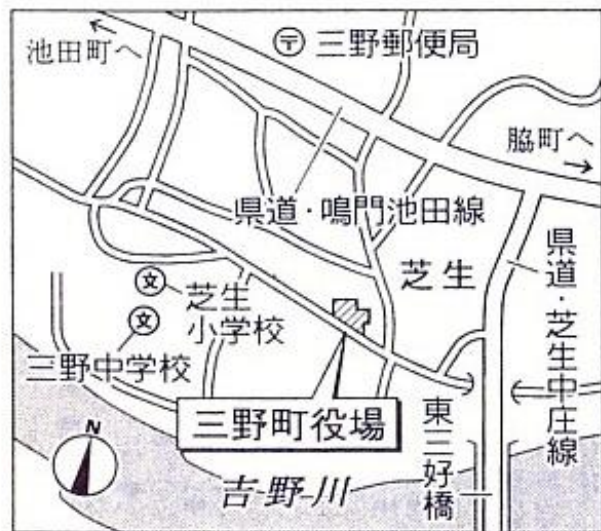 池田町へ
〒三野郵便局
脇町へ
県道・鳴門池田線
芝生
県道・芝生中庄線
文
芝生
小学校
文
三野中学校
三野町役場
東三好橋
N
吉野川